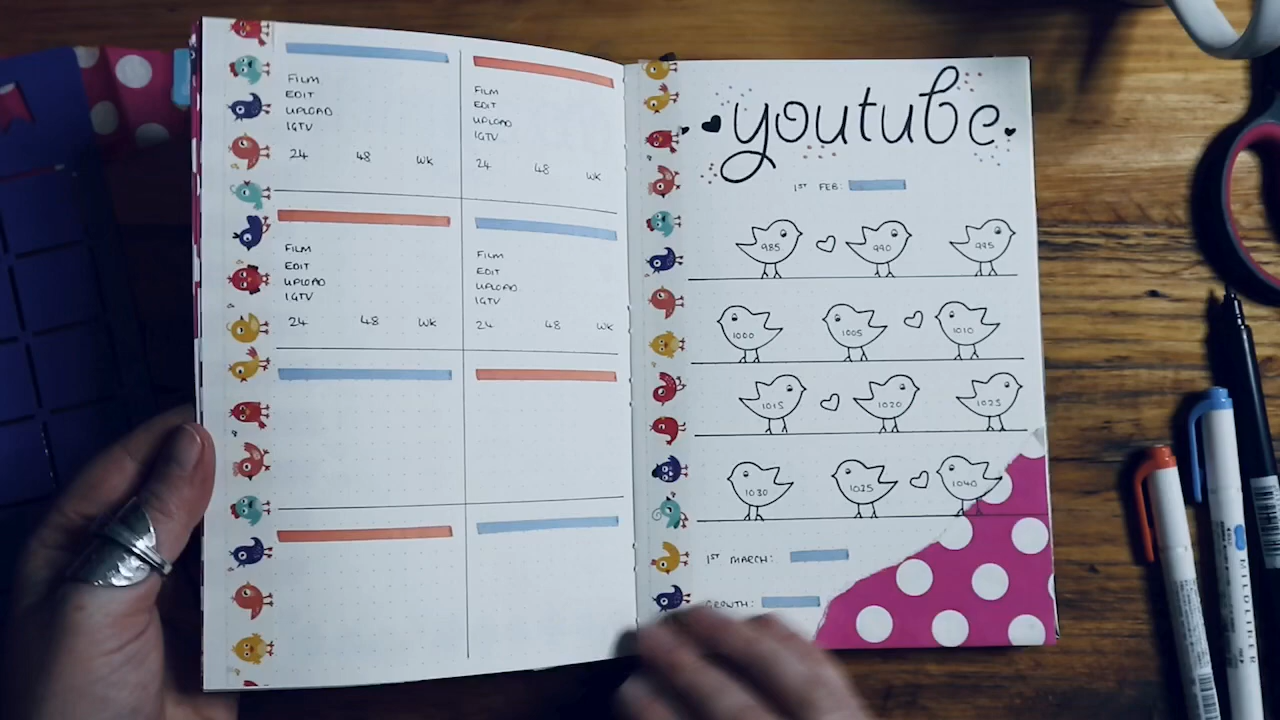 FILM
EDIT
UPLOAD
IGTV
24 48 WK
FILM
EDIT
UPLOAD
IGTV
24 48 WK
FILM
EDIT
UPLOAD
IGTV
24 48 WK
FILM
EDIT
UPLOAD
IGTV
24 48 WK
youtube
1ST FEB:
985 990 995
1000 1005 1010
1015 1020 1025
1030 1025 1040
1ST MARCH:
GROWTH:
MILDLINER